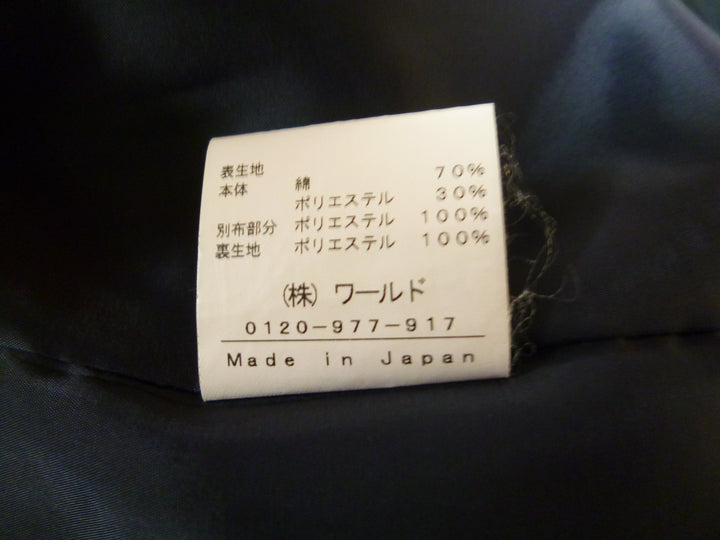 表生地
本体 綿 70%
ポリエステル 30%
別布部分 ポリエステル 100%
裏生地 ポリエステル 100%
(株) ワールド
0120-977-917
Made in Japan